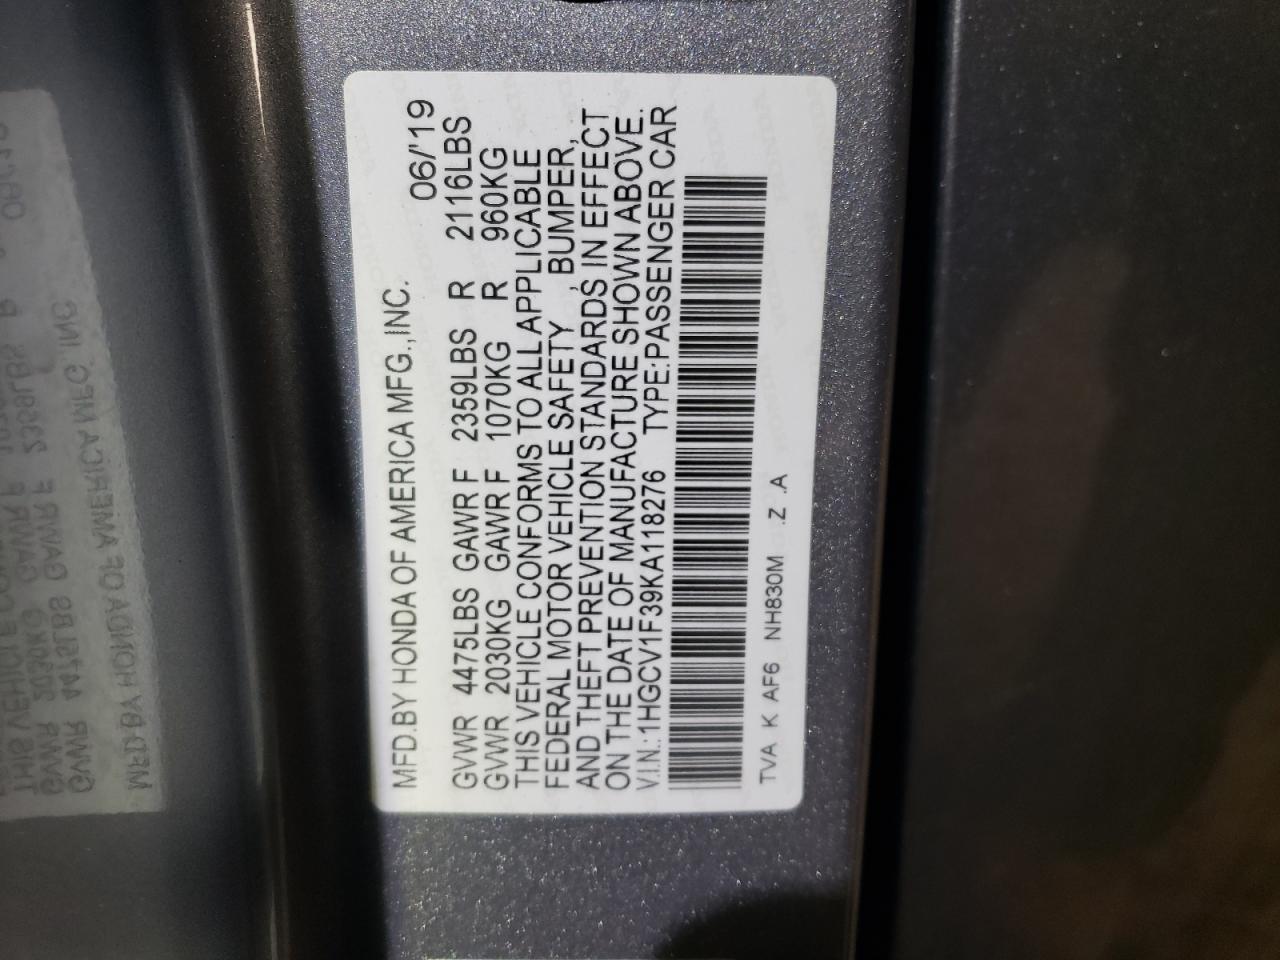 MFD.BY HONDA OF AMERICA MFG.,INC. 06/'19
GVWR 4475LBS GAWR F 2359LBS R 2116LBS
GVWR 2030KG GAWR F 1070KG R 960KG
THIS VEHICLE CONFORMS TO ALL APPLICABLE
FEDERAL MOTOR VEHICLE SAFETY , BUMPER,
AND THEFT PREVENTION STANDARDS IN EFFECT
ON THE DATE OF MANUFACTURE SHOWN ABOVE.
V.I.N.:1HGCV1F39KA118276 TYPE:PASSENGER CAR
TVA K AF6 NH830M .Z .A